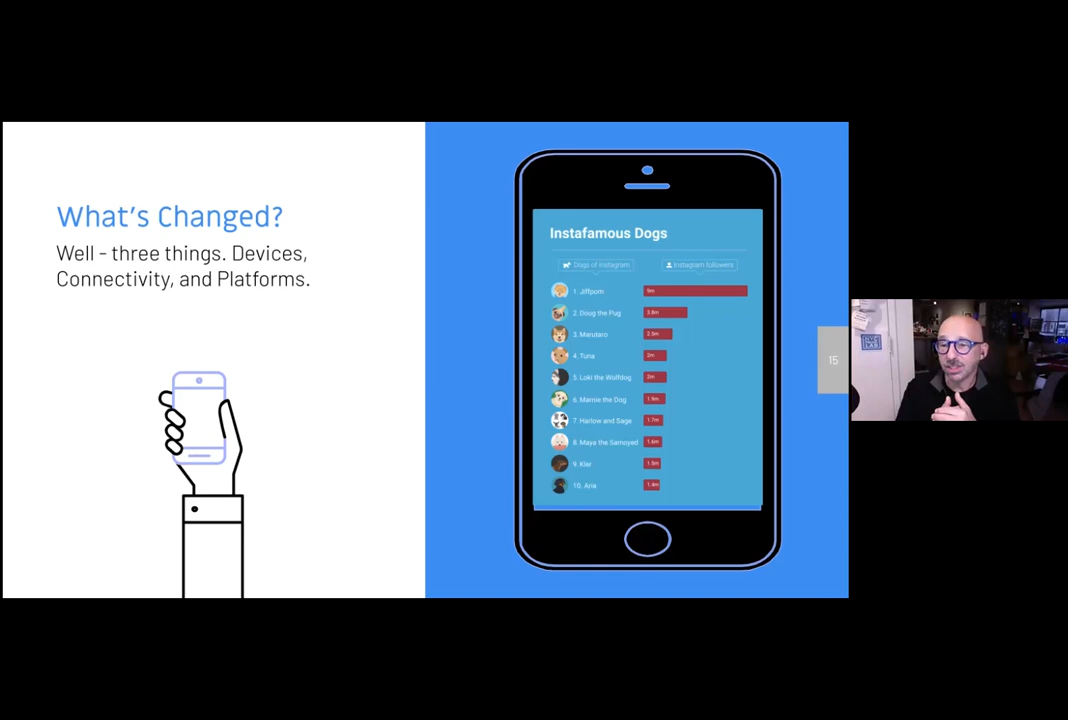 What's Changed?
Well - three things. Devices,
Connectivity, and Platforms.
Instafamous Dogs
Dogs of instagram
Instagram followers
1. Jiffpom
9m
2. Doug the Pug
3.8m
3. Marutaro
2.5m
4. Tuna
2m
5. Loki the Wolfdog
2m
6. Marnie the Dog
1.9m
7. Harlow and Sage
1.7m
8. Maya the Samoyed
1.6m
9. Kler
1.5m
10. Aria
1.4m
15